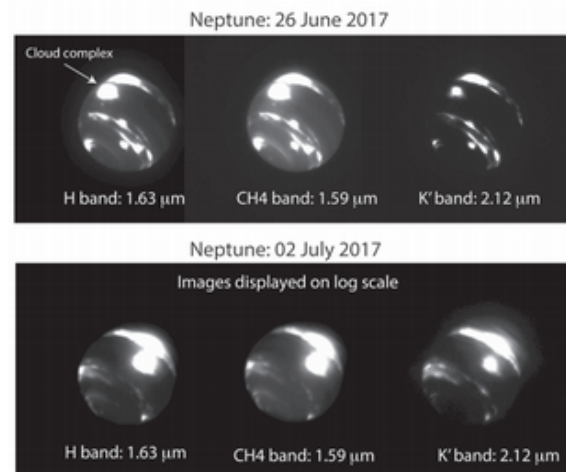 Neptune: 26 June 2017
Cloud complex
H band: 1.63 μm
CH4 band: 1.59 μm
K' band: 2.12 μm
Neptune: 02 July 2017
Images displayed on log scale
H band: 1.63 μm
CH4 band: 1.59 μm
K' band: 2.12 μm